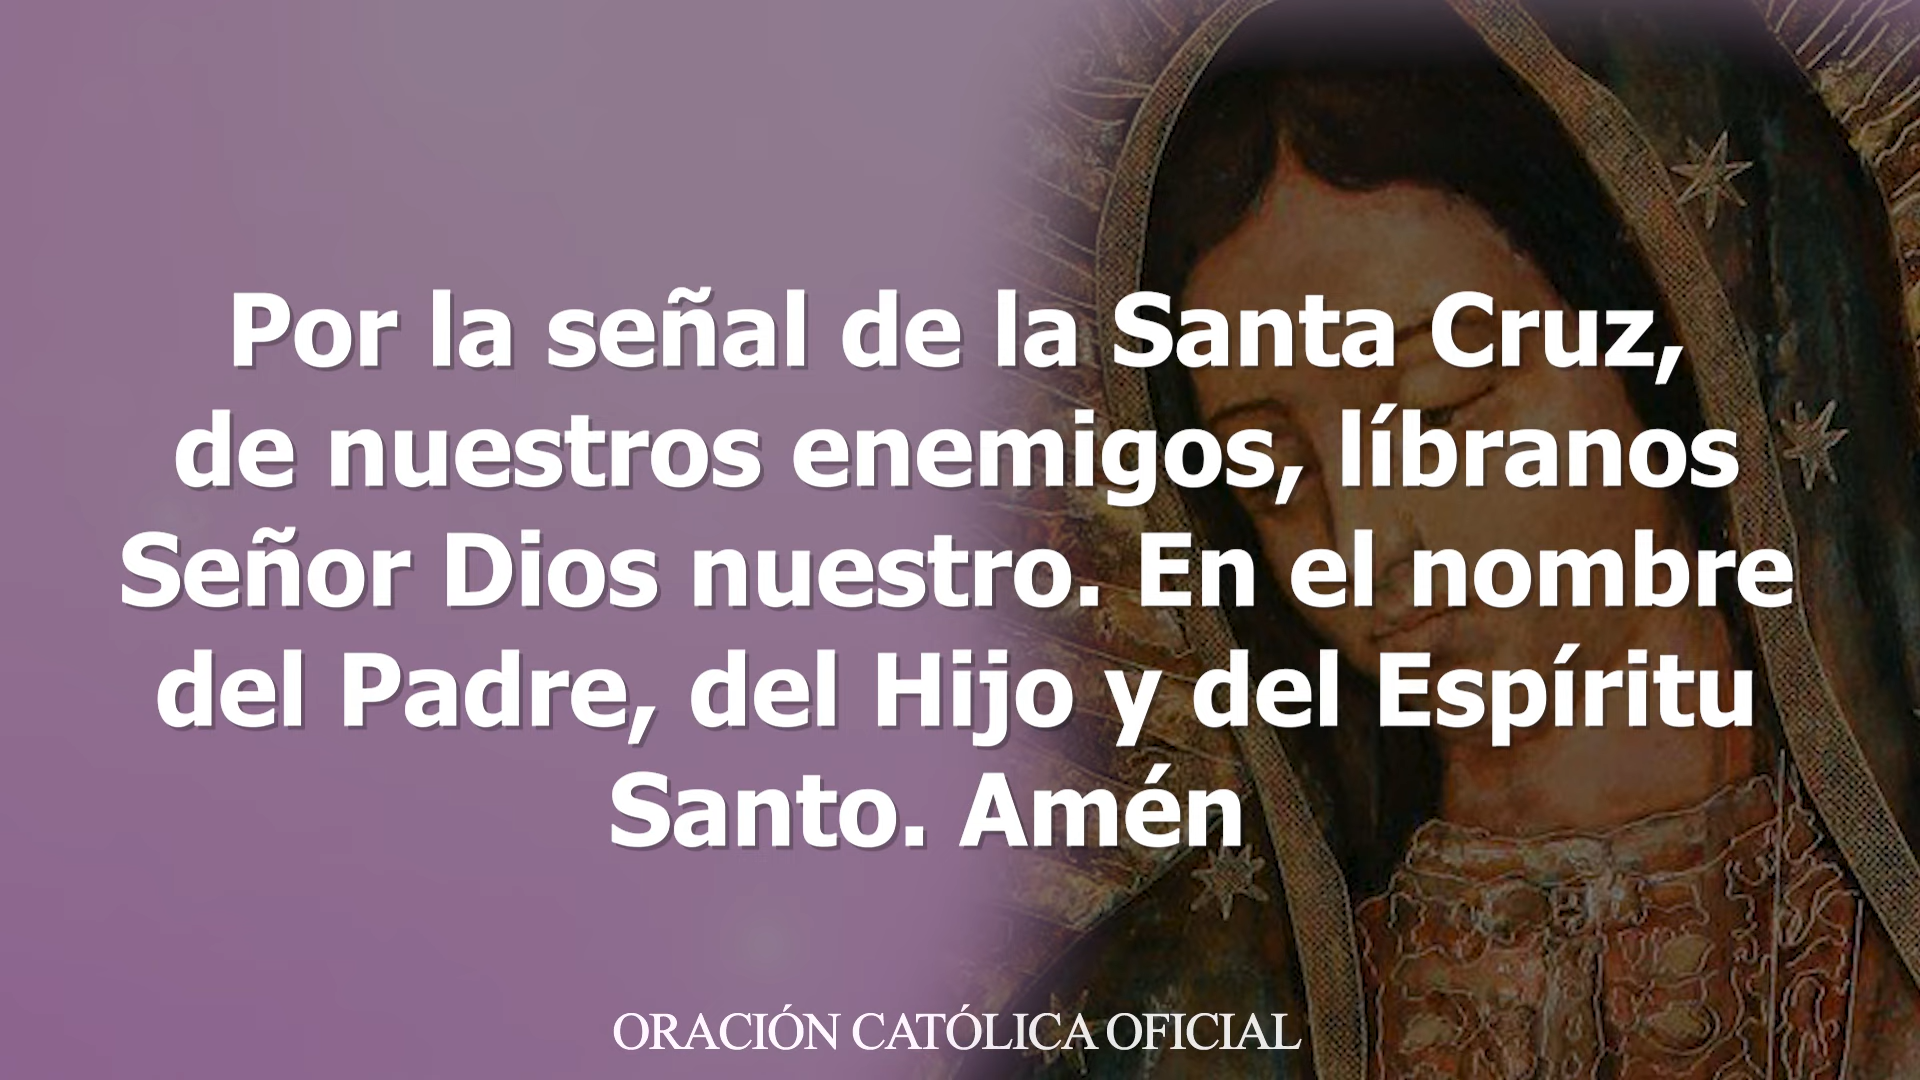 Por la señal de la Santa Cruz,
de nuestros enemigos, líbranos
Señor Dios nuestro. En el nombre
del Padre, del Hijo y del Espíritu
Santo. Amén
ORACIÓN CATÓLICA OFICIAL